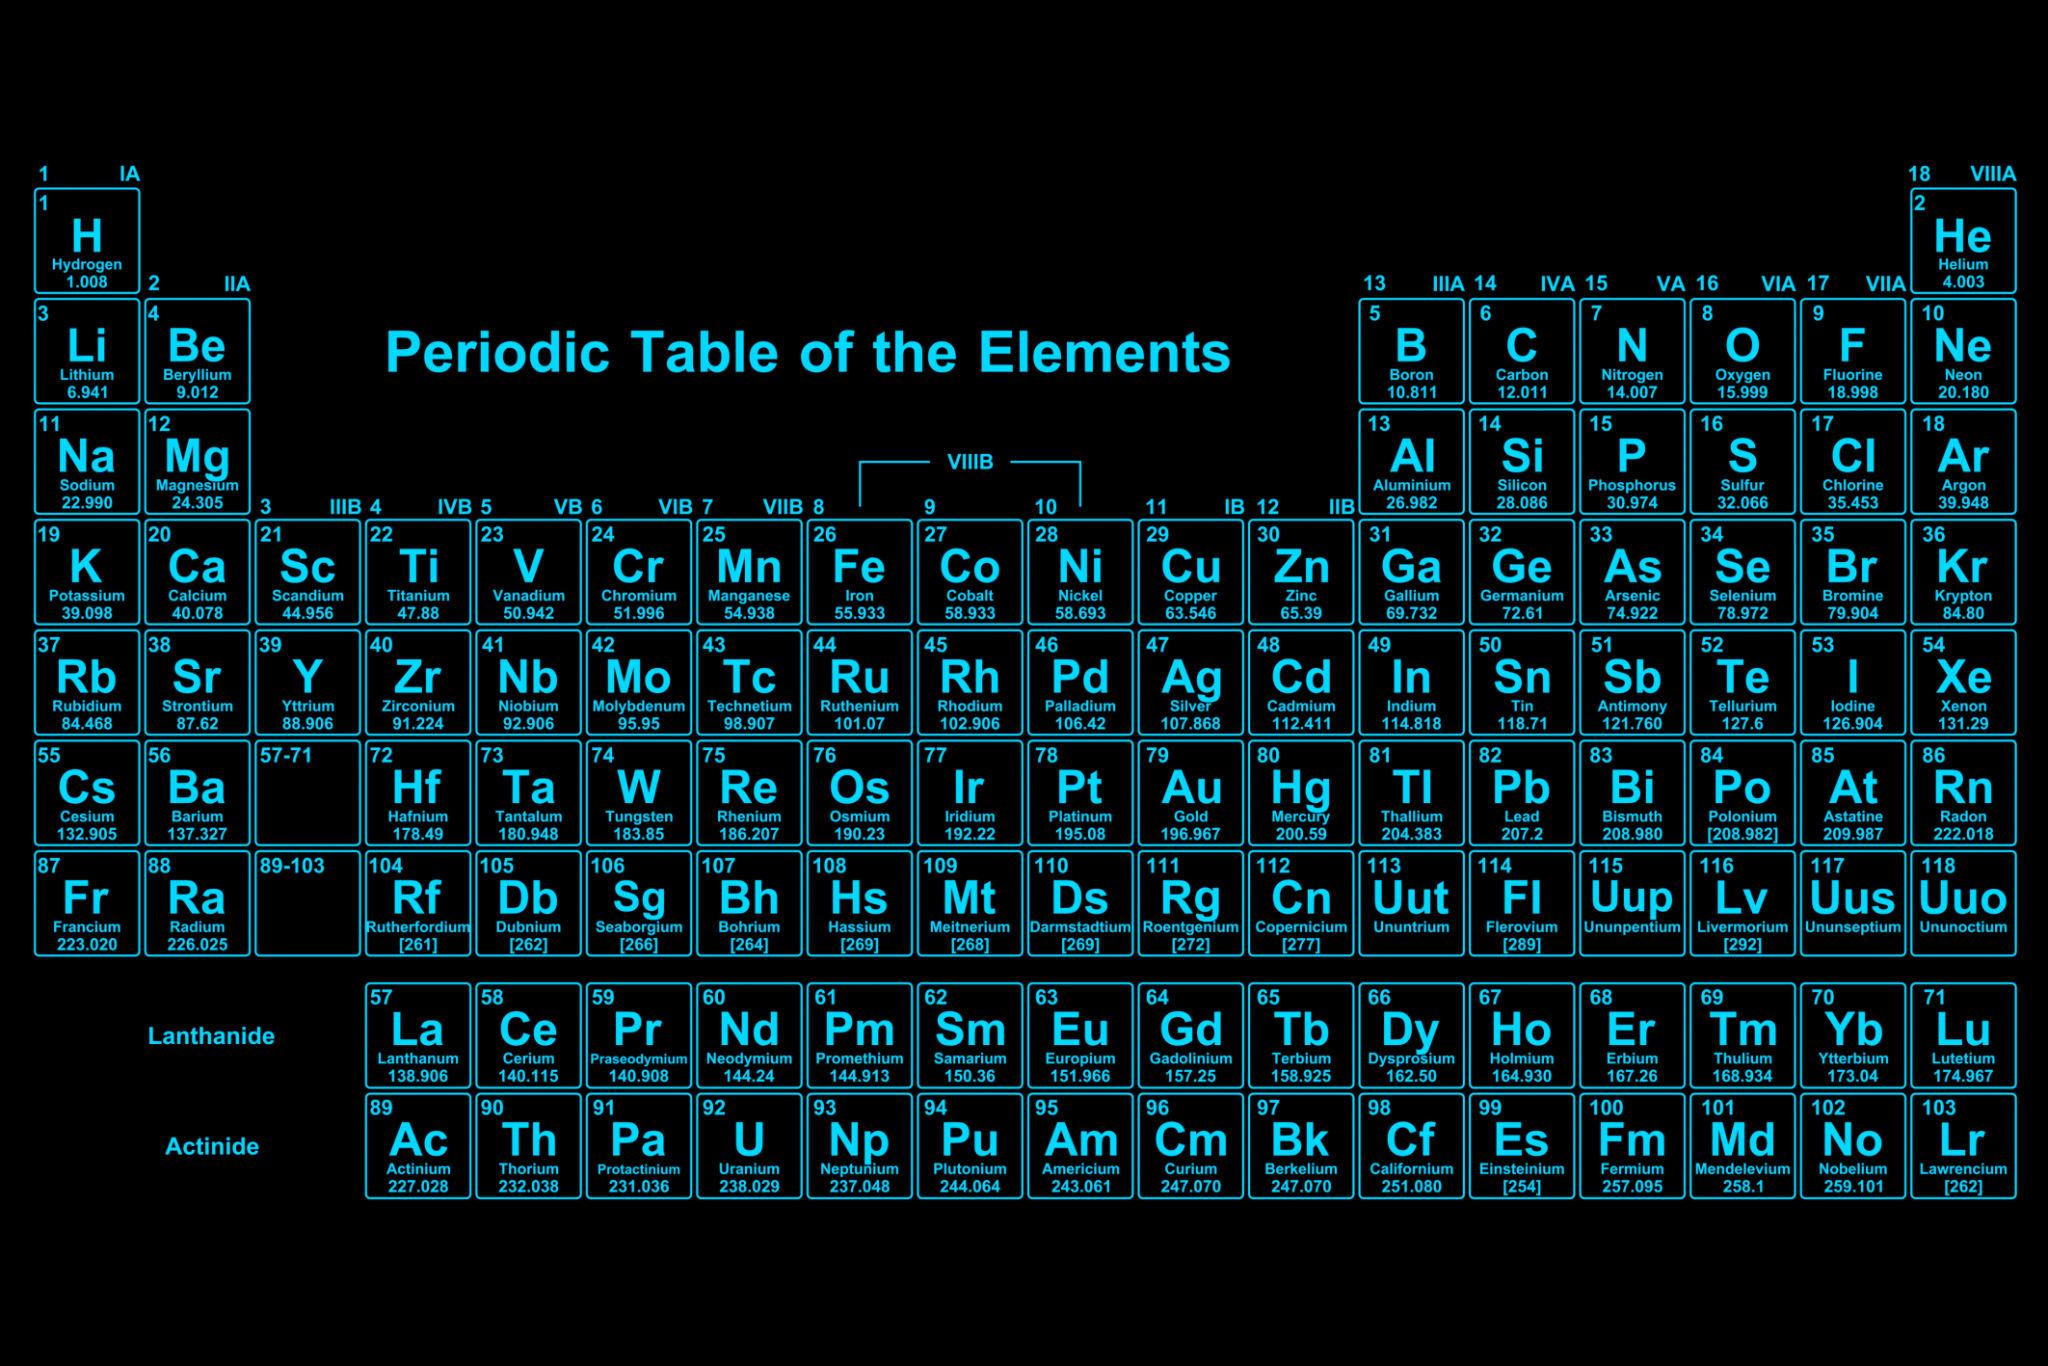 1 IA 18 VIIIA
1 2
H He
Hydrogen Helium
1.008 4.003
2 IIA 13 IIIA 14 IVA 15 VA 16 VIA 17 VIIA
3 4 5 6 7 8 9 10
Li Be B C N O F Ne
Lithium Beryllium Boron Carbon Nitrogen Oxygen Fluorine Neon
6.941 9.012 10.811 12.011 14.007 15.999 18.998 20.180
Periodic Table of the Elements
11 12 13 14 15 16 17 18
Na Mg Al Si P S Cl Ar
Sodium Magnesium Aluminium Silicon Phosphorus Sulfur Chlorine Argon
22.990 24.305 26.982 28.086 30.974 32.066 35.453 39.948
VIIIB
3 IIIB 4 IVB 5 VB 6 VIB 7 VIIB 8 9 10 11 IB 12 IIB
19 20 21 22 23 24 25 26 27 28 29 30 31 32 33 34 35 36
K Ca Sc Ti V Cr Mn Fe Co Ni Cu Zn Ga Ge As Se Br Kr
Potassium Calcium Scandium Titanium Vanadium Chromium Manganese Iron Cobalt Nickel Copper Zinc Gallium Germanium Arsenic Selenium Bromine Krypton
39.098 40.078 44.956 47.88 50.942 51.996 54.938 55.933 58.933 58.693 63.546 65.39 69.732 72.61 74.922 78.972 79.904 84.80
37 38 39 40 41 42 43 44 45 46 47 48 49 50 51 52 53 54
Rb Sr Y Zr Nb Mo Tc Ru Rh Pd Ag Cd In Sn Sb Te I Xe
Rubidium Strontium Yttrium Zirconium Niobium Molybdenum Technetium Ruthenium Rhodium Palladium Silver Cadmium Indium Tin Antimony Tellurium Iodine Xenon
84.468 87.62 88.906 91.224 92.906 95.95 98.907 101.07 102.906 106.42 107.868 112.411 114.818 118.71 121.760 127.6 126.904 131.29
55 56 57-71 72 73 74 75 76 77 78 79 80 81 82 83 84 85 86
Cs Ba Hf Ta W Re Os Ir Pt Au Hg Tl Pb Bi Po At Rn
Cesium Barium Hafnium Tantalum Tungsten Rhenium Osmium Iridium Platinum Gold Mercury Thallium Lead Bismuth Polonium Astatine Radon
132.905 137.327 178.49 180.948 183.85 186.207 190.23 192.22 195.08 196.967 200.59 204.383 207.2 208.980 [208.982] 209.987 222.018
87 88 89-103 104 105 106 107 108 109 110 111 112 113 114 115 116 117 118
Fr Ra Rf Db Sg Bh Hs Mt Ds Rg Cn Uut Fl Uup Lv Uus Uuo
Francium Radium Rutherfordium Dubnium Seaborgium Bohrium Hassium Meitnerium Darmstadtium Roentgenium Copernicium Ununtrium Flerovium Ununpentium Livermorium Ununseptium Ununoctium
223.020 226.025 [261] [262] [266] [264] [269] [268] [269] [272] [277] [289] [292]
Lanthanide
57 58 59 60 61 62 63 64 65 66 67 68 69 70 71
La Ce Pr Nd Pm Sm Eu Gd Tb Dy Ho Er Tm Yb Lu
Lanthanum Cerium Praseodymium Neodymium Promethium Samarium Europium Gadolinium Terbium Dysprosium Holmium Erbium Thulium Ytterbium Lutetium
138.906 140.115 140.908 144.24 144.913 150.36 151.966 157.25 158.925 162.50 164.930 167.26 168.934 173.04 174.967
Actinide
89 90 91 92 93 94 95 96 97 98 99 100 101 102 103
Ac Th Pa U Np Pu Am Cm Bk Cf Es Fm Md No Lr
Actinium Thorium Protactinium Uranium Neptunium Plutonium Americium Curium Berkelium Californium Einsteinium Fermium Mendelevium Nobelium Lawrencium
227.028 232.038 231.036 238.029 237.048 244.064 243.061 247.070 247.070 251.080 [254] 257.095 258.1 259.101 [262]